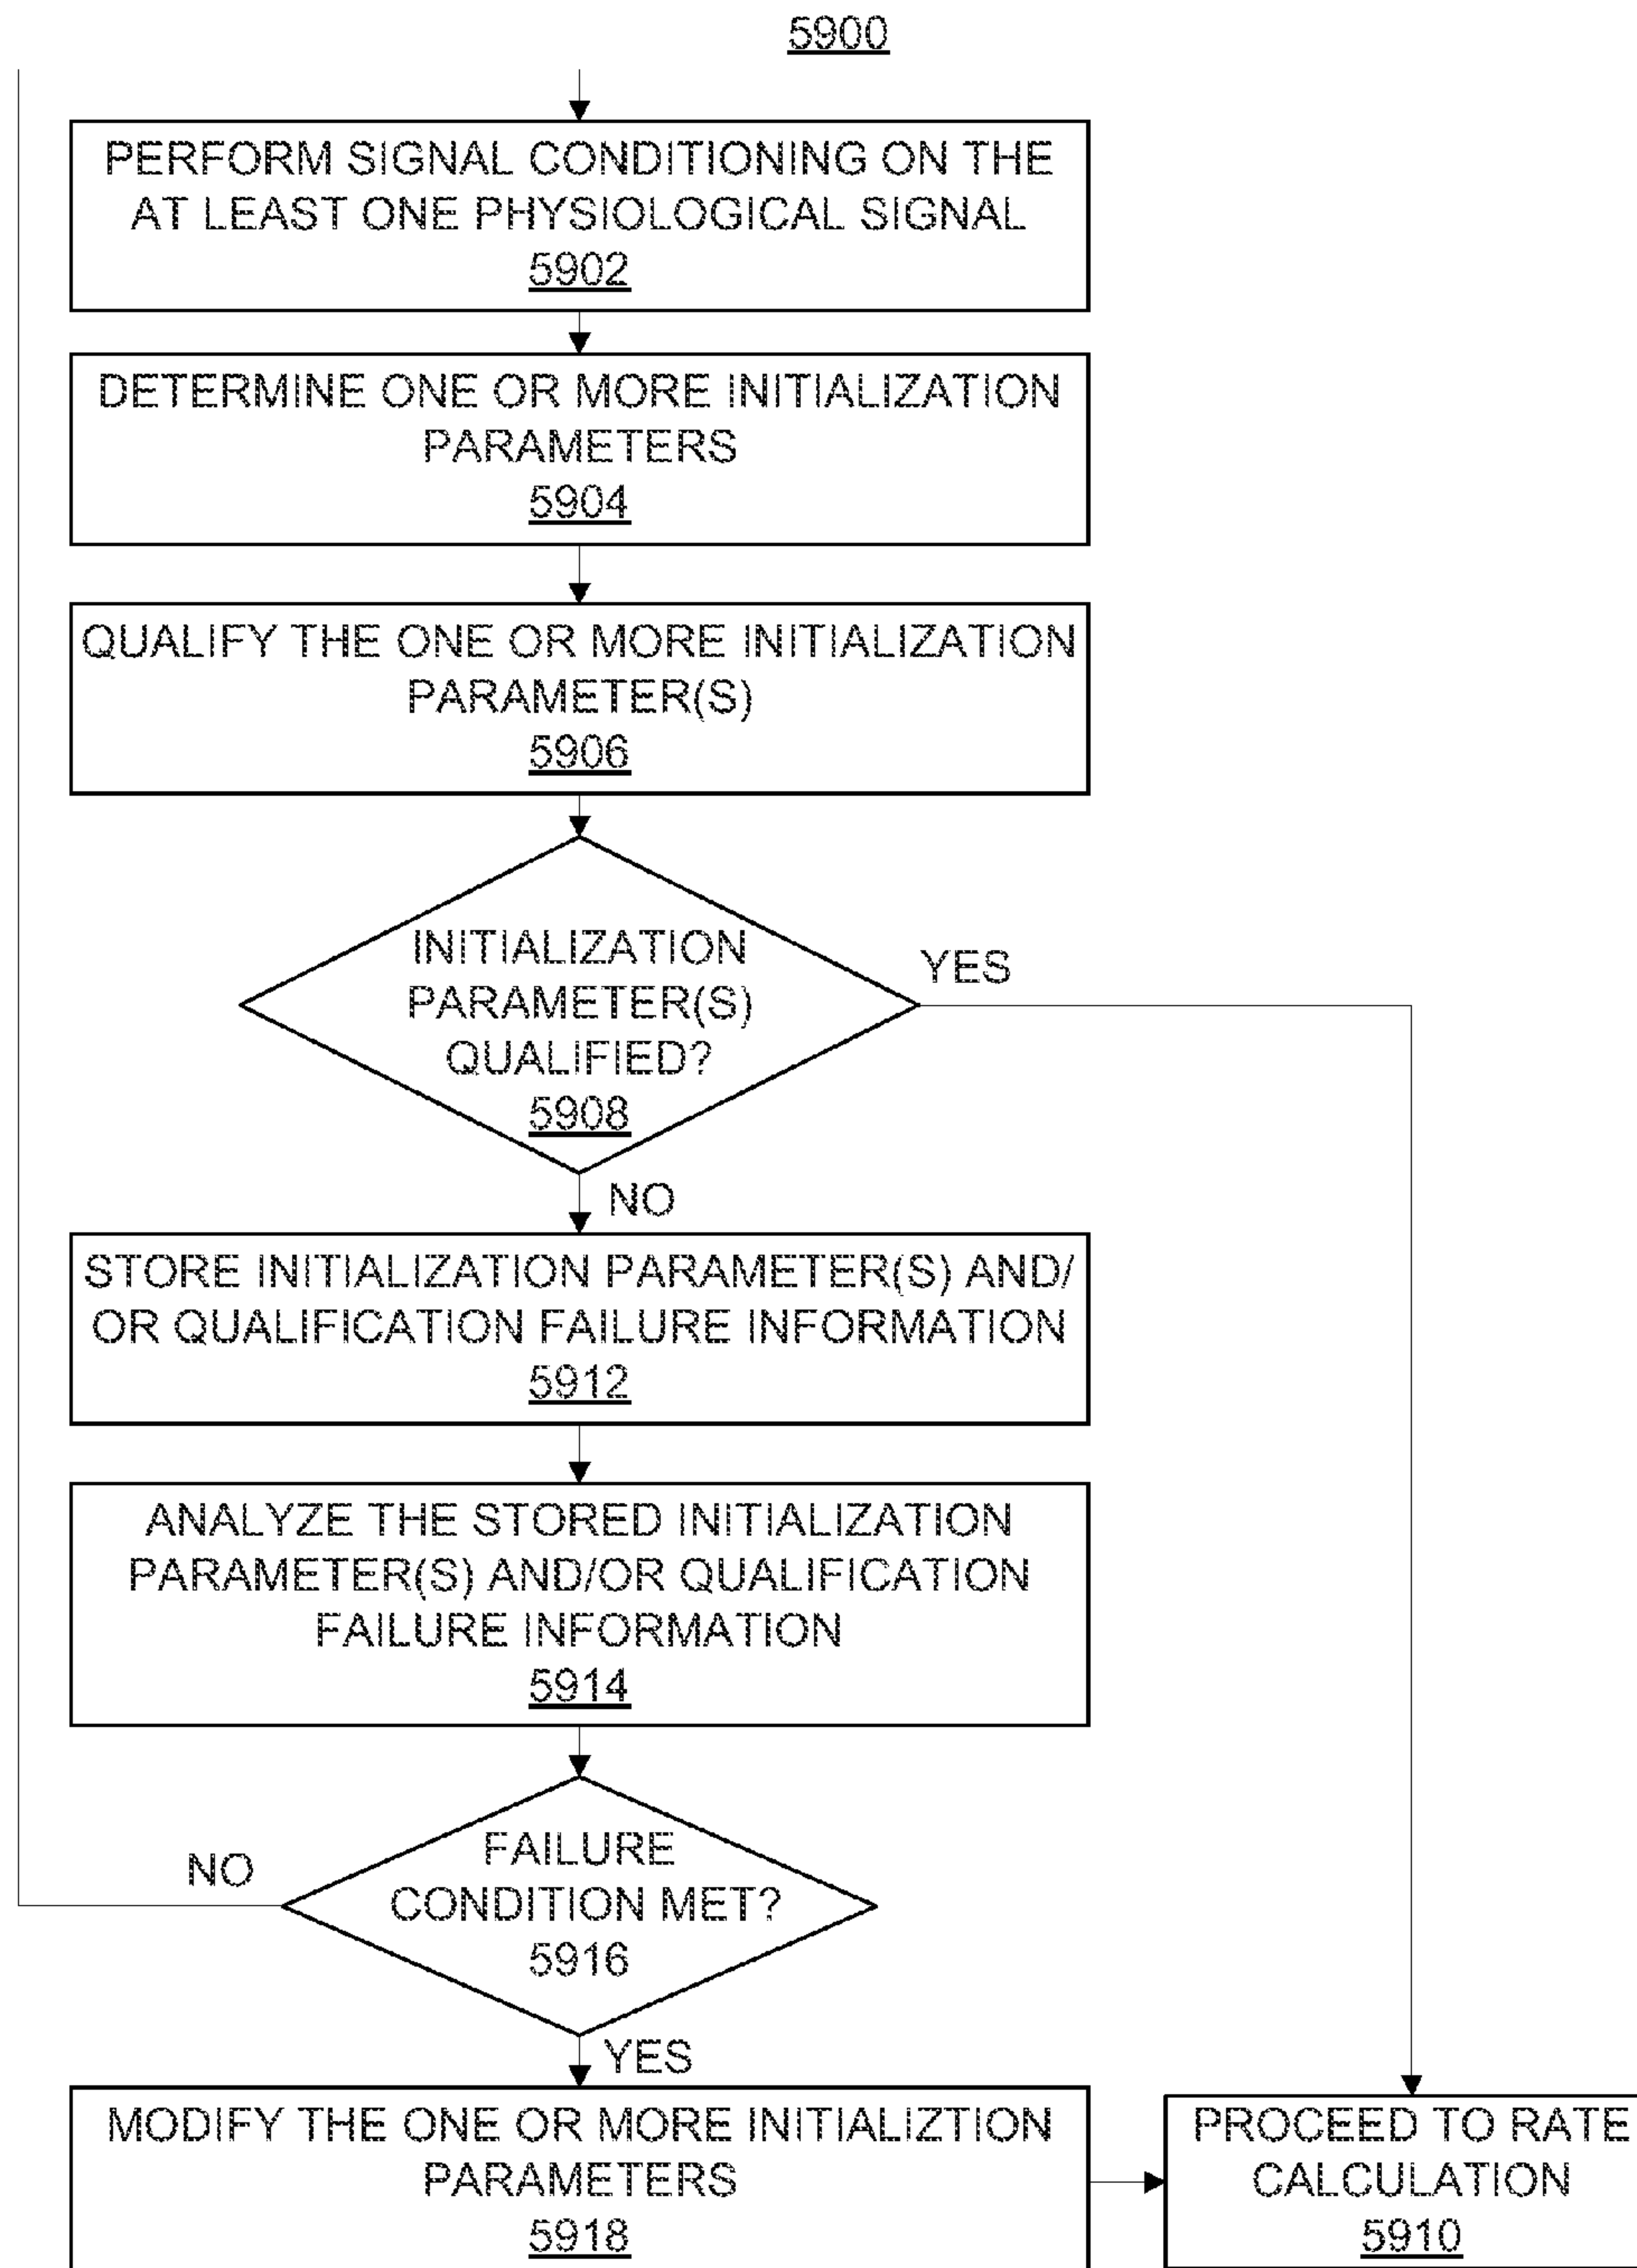 5900
PERFORM SIGNAL CONDITIONING ON THE
AT LEAST ONE PHYSIOLOGICAL SIGNAL
5902
DETERMINE ONE OR MORE INITIALIZATION
PARAMETERS
5904
QUALIFY THE ONE OR MORE INITIALIZATION
PARAMETER(S)
5906
INITIALIZATION
PARAMETER(S)
QUALIFIED?
5908
YES
NO
STORE INITIALIZATION PARAMETER(S) AND/
OR QUALIFICATION FAILURE INFORMATION
5912
ANALYZE THE STORED INITIALIZATION
PARAMETER(S) AND/OR QUALIFICATION
FAILURE INFORMATION
5914
FAILURE
CONDITION MET?
5916
NO
YES
MODIFY THE ONE OR MORE INITIALIZTION
PARAMETERS
5918
PROCEED TO RATE
CALCULATION
5910